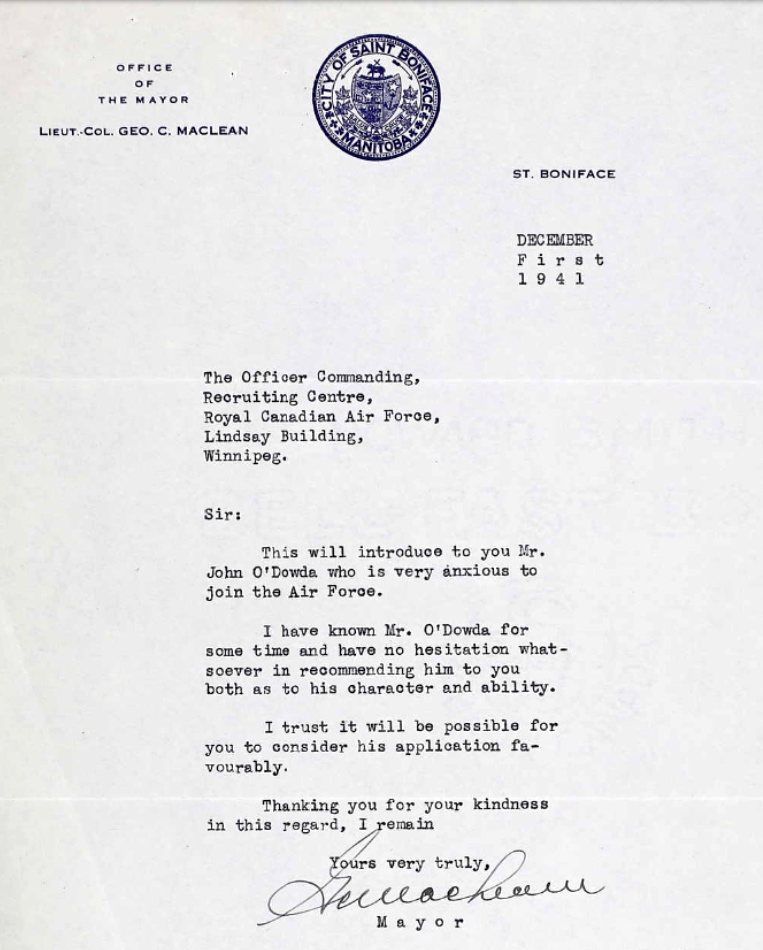 OFFICE
OF
THE MAYOR
LIEUT.-COL. GEO. C. MACLEAN
CITY OF SAINT BONIFACE
MANITOBA
ST. BONIFACE
DECEMBER
First
1941
The Officer Commanding,
Recruiting Centre,
Royal Canadian Air Force,
Lindsay Building,
Winnipeg.
Sir:
This will introduce to you Mr.
John O'Dowda who is very anxious to
join the Air Force.
I have known Mr. O'Dowda for
some time and have no hesitation what-
soever in recommending him to you
both as to his character and ability.
I trust it will be possible for
you to consider his application fa-
vourably.
Thanking you for your kindness
in this regard, I remain
Yours very truly,
Geo Maclean
Mayor